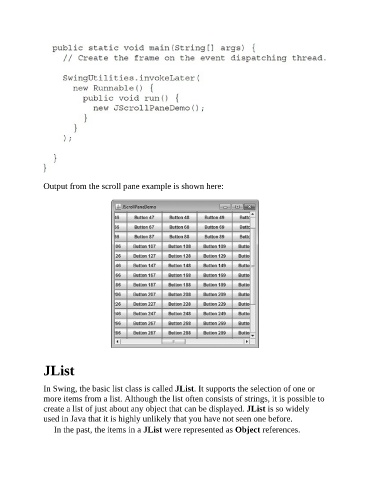 public static void main(String[] args) {
// Create the frame on the event dispatching thread.
SwingUtilities.invokeLater(
new Runnable() {
public void run() {
new JScrollPaneDemo();
}
}
);
}
}
Output from the scroll pane example is shown here:
JScrollPaneDemo
46 Button 47 Button 48 Button 49 Butto
66 Button 67 Button 68 Button 69 Butto
86 Button 87 Button 88 Button 89 Butto
06 Button 107 Button 108 Button 109 Butto
26 Button 127 Button 128 Button 129 Butto
46 Button 147 Button 148 Button 149 Butto
66 Button 167 Button 168 Button 169 Butto
86 Button 187 Button 188 Button 189 Butto
06 Button 207 Button 208 Button 209 Butto
26 Button 227 Button 228 Button 229 Butto
46 Button 247 Button 248 Button 249 Butto
66 Button 267 Button 268 Button 269 Butto
86 Button 287 Button 288 Button 289 Butto
JList
In Swing, the basic list class is called JList. It supports the selection of one or
more items from a list. Although the list often consists of strings, it is possible to
create a list of just about any object that can be displayed. JList is so widely
used in Java that it is highly unlikely that you have not seen one before.
In the past, the items in a JList were represented as Object references.